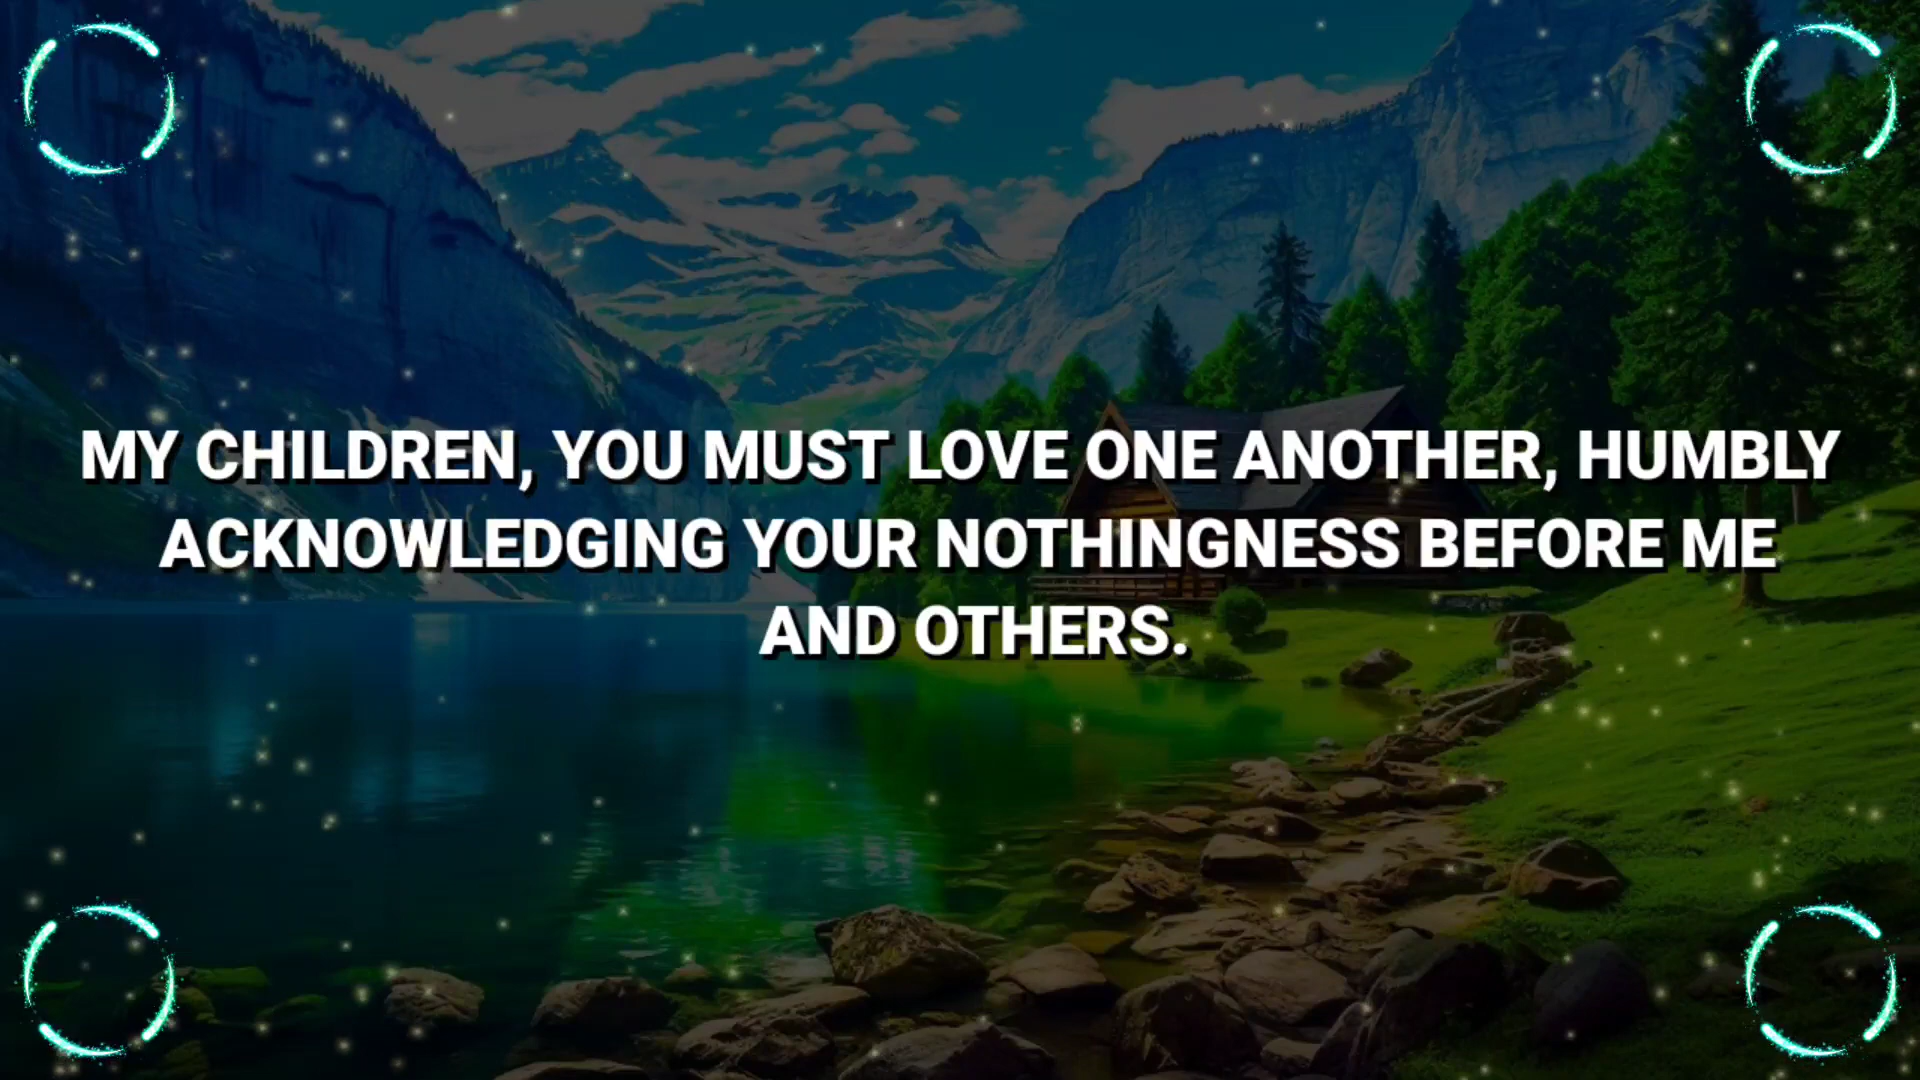 MY CHILDREN, YOU MUST LOVE ONE ANOTHER, HUMBLY
ACKNOWLEDGING YOUR NOTHINGNESS BEFORE ME
AND OTHERS.